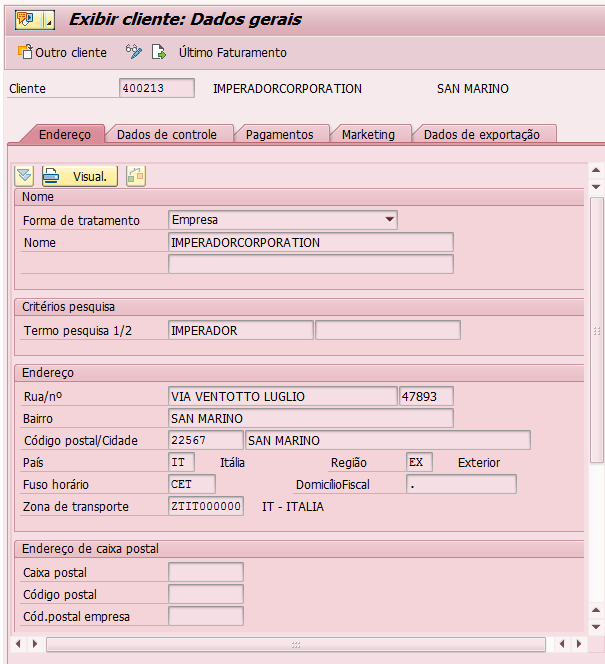 Exibir cliente: Dados gerais
Outro cliente Último Faturamento
Cliente 400213 IMPERADORCORPORATION SAN MARINO
Endereço Dados de controle Pagamentos Marketing Dados de exportação
Visual.
Nome
Forma de tratamento Empresa
Nome IMPERADORCORPORATION
Critérios pesquisa
Termo pesquisa 1/2 IMPERADOR
Endereço
Rua/nº VIA VENTOTTO LUGLIO 47893
Bairro SAN MARINO
Código postal/Cidade 22567 SAN MARINO
País IT Itália Região EX Exterior
Fuso horário CET DomicílioFiscal .
Zona de transporte ZTIT000000 IT - ITALIA
Endereço de caixa postal
Caixa postal
Código postal
Cód.postal empresa